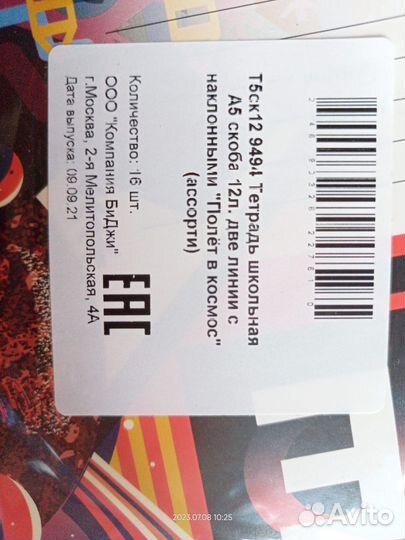 Т5ск12 9494 Тетрадь школьная
А5 скоба 12л. две линии с
наклонными "Полёт в космос"
(ассорти)
Количество: 16 шт.
ООО "Компания БиДжи"
г.Москва, 2-я Мелитопольская, 4А
Дата выпуска: 09.09.21
EAC
2023.07.08 10:25
Avito